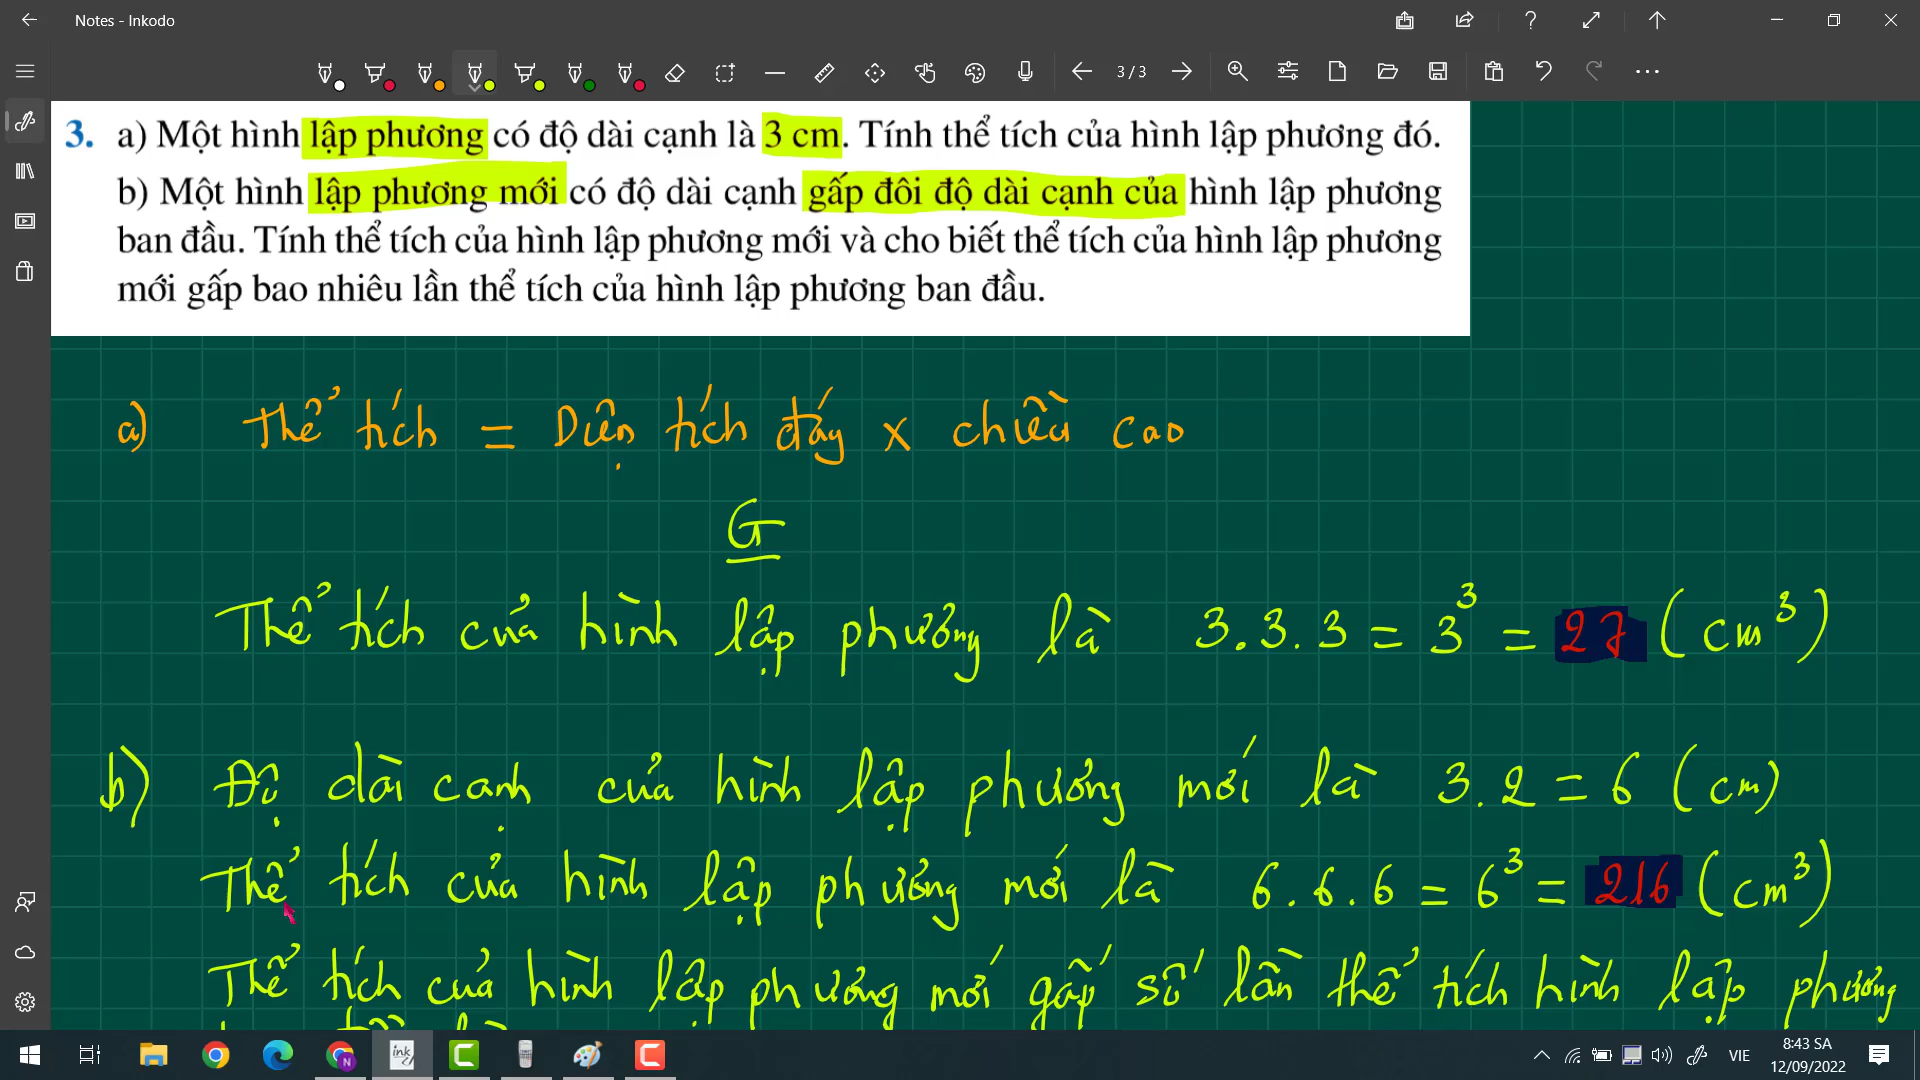 Notes - Inkodo
3 / 3
3. a) Một hình lập phương có độ dài cạnh là 3 cm. Tính thể tích của hình lập phương đó.
b) Một hình lập phương mới có độ dài cạnh gấp đôi độ dài cạnh của hình lập phương
ban đầu. Tính thể tích của hình lập phương mới và cho biết thể tích của hình lập phương
mới gấp bao nhiêu lần thể tích của hình lập phương ban đầu.
a) Thể tích = Diện tích đáy x chiều cao
G
Thể tích của hình lập phương là 3.3.3 = 3³ = 27 (cm³)
b) Độ dài cạnh của hình lập phương mới là 3.2 = 6 (cm)
Thể tích của hình lập phương mới là 6.6.6 = 6³ = 216 (cm³)
Thể tích của hình lập phương mới gấp số lần thể tích hình lập phương
ink
N
VIE
8:43 SA
12/09/2022